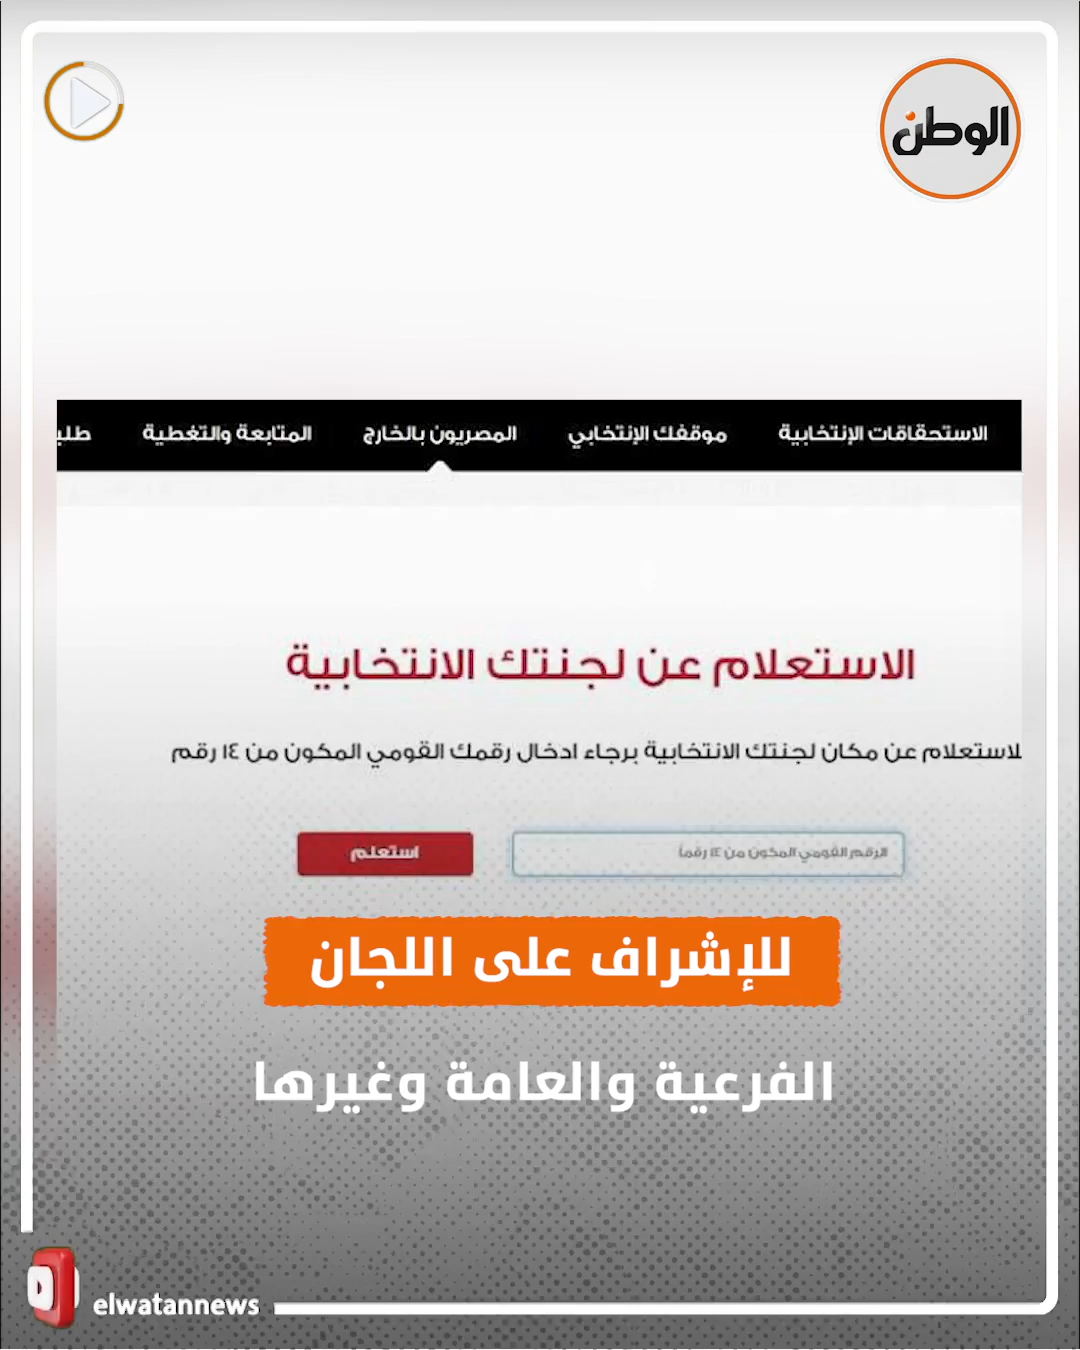 الوطن
الاستحقاقات الإنتخابية موقفك الإنتخابي المصريون بالخارج المتابعة والتغطية
الاستعلام عن لجنتك الانتخابية
للاستعلام عن مكان لجنتك الانتخابية برجاء ادخال رقمك القومي المكون من ١٤ رقم
الرقم القومي المكون من ١٤ رقماً استعلم
للإشراف على اللجان
الفرعية والعامة وغيرها
elwatannews